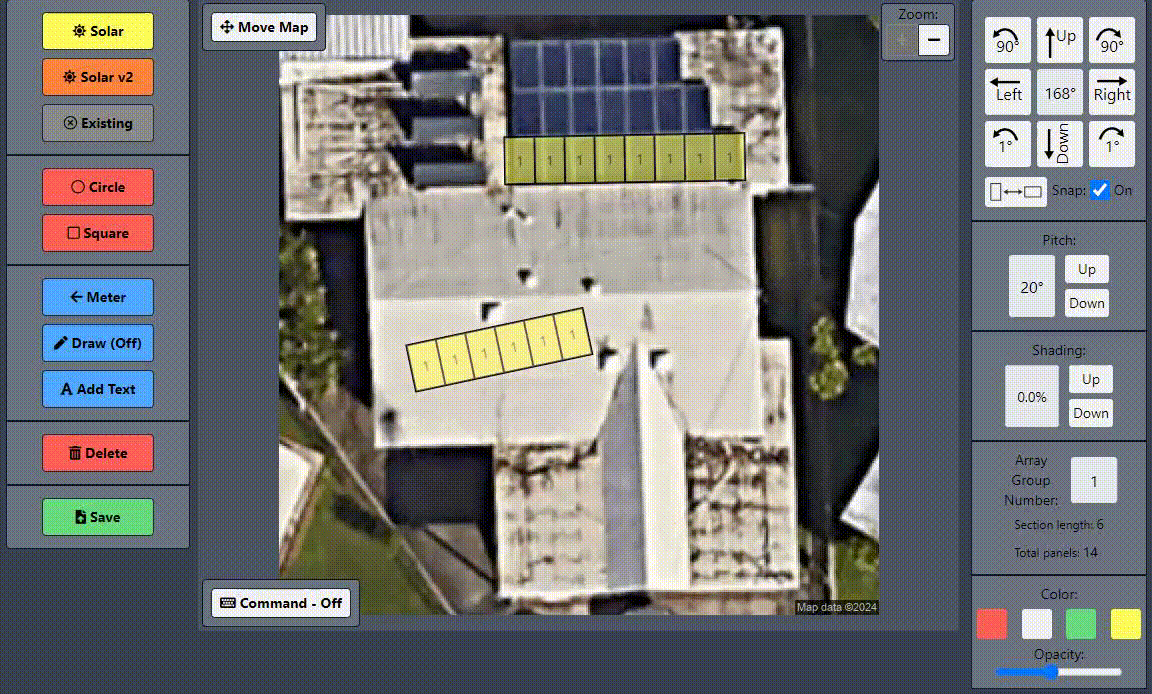 Solar
Solar v2
Existing
Circle
Square
Meter
Draw (Off)
Add Text
Delete
Save
Move Map
Zoom:
+
−
1 1 1 1 1 1 1 1
1 1 1 1 1 1
Command - Off
Map data ©2024
90° Up 90°
Left 168° Right
1° Down 1°
Snap: On
Pitch:
20° Up
Down
Shading:
0.0% Up
Down
Array
Group
Number:
1
Section length: 6
Total panels: 14
Color:
Opacity: